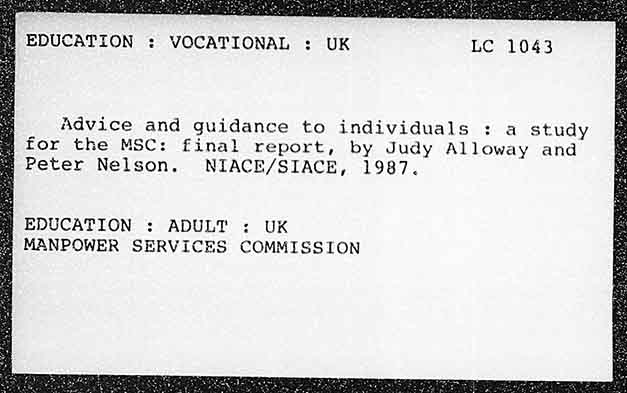 EDUCATION : VOCATIONAL : UK LC 1043
Advice and guidance to individuals : a study
for the MSC: final report, by Judy Alloway and
Peter Nelson. NIACE/SIACE, 1987.
EDUCATION : ADULT : UK
MANPOWER SERVICES COMMISSION